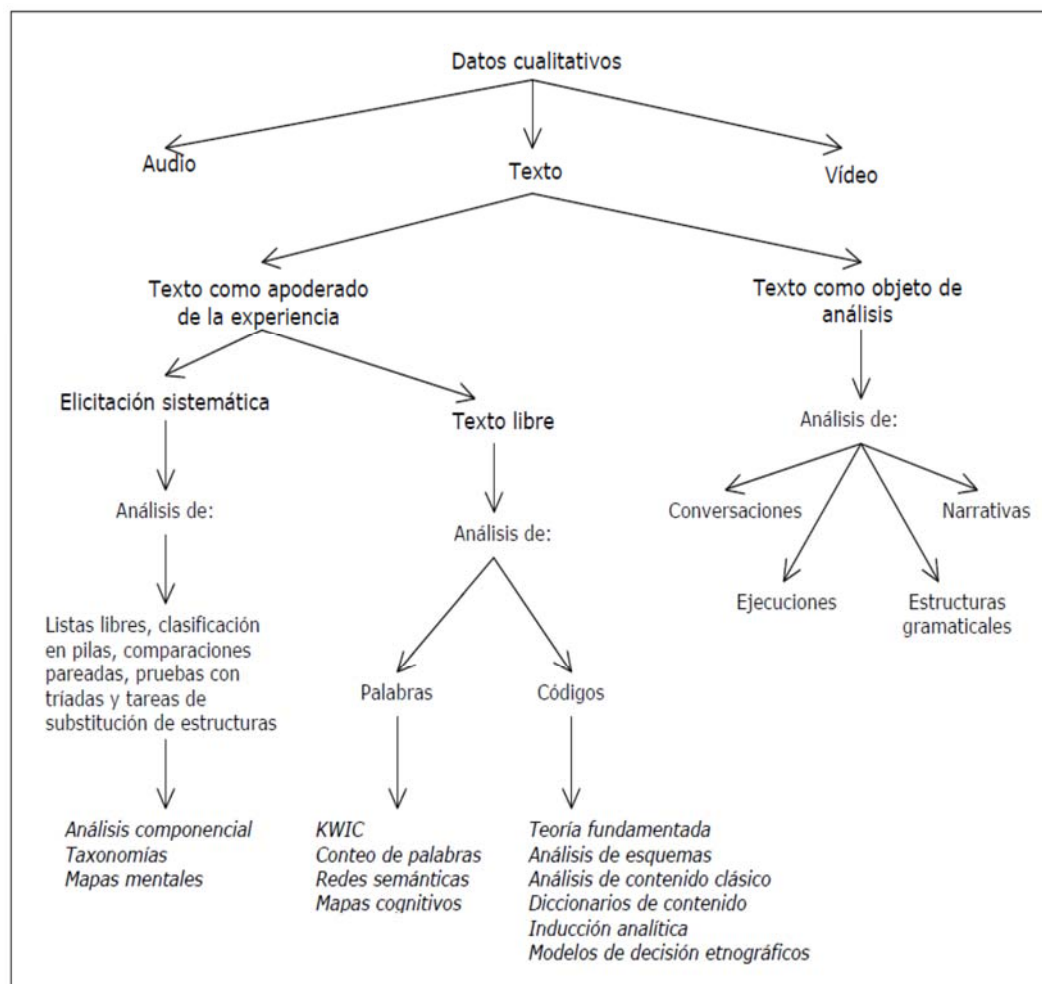 Datos cualitativos
Audio
Texto
Vídeo
Texto como apoderado
de la experiencia
Texto como objeto de
análisis
Elicitación sistemática
Texto libre
Análisis de:
Análisis de:
Análisis de:
Conversaciones
Narrativas
Ejecuciones
Estructuras
gramaticales
Listas libres, clasificación
en pilas, comparaciones
pareadas, pruebas con
tríadas y tareas de
substitución de estructuras
Palabras
Códigos
Análisis componencial
Taxonomías
Mapas mentales
KWIC
Conteo de palabras
Redes semánticas
Mapas cognitivos
Teoría fundamentada
Análisis de esquemas
Análisis de contenido clásico
Diccionarios de contenido
Inducción analítica
Modelos de decisión etnográficos